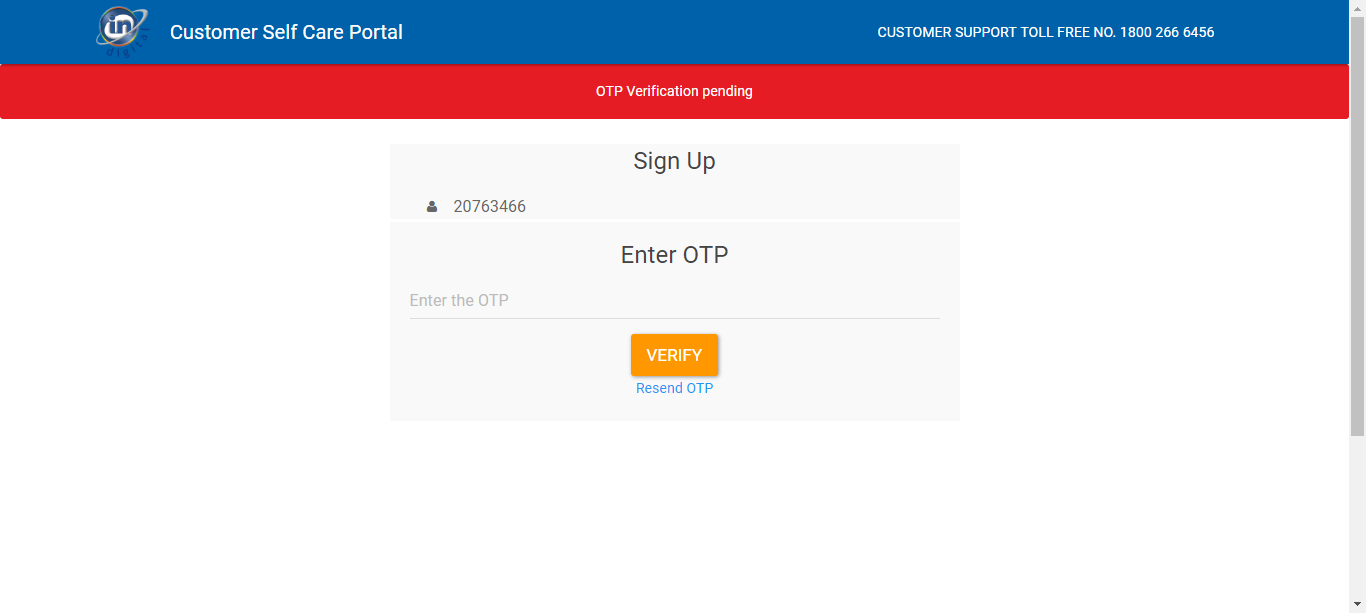 in
digital
Customer Self Care Portal
CUSTOMER SUPPORT TOLL FREE NO. 1800 266 6456
OTP Verification pending
Sign Up
20763466
Enter OTP
Enter the OTP
VERIFY
Resend OTP